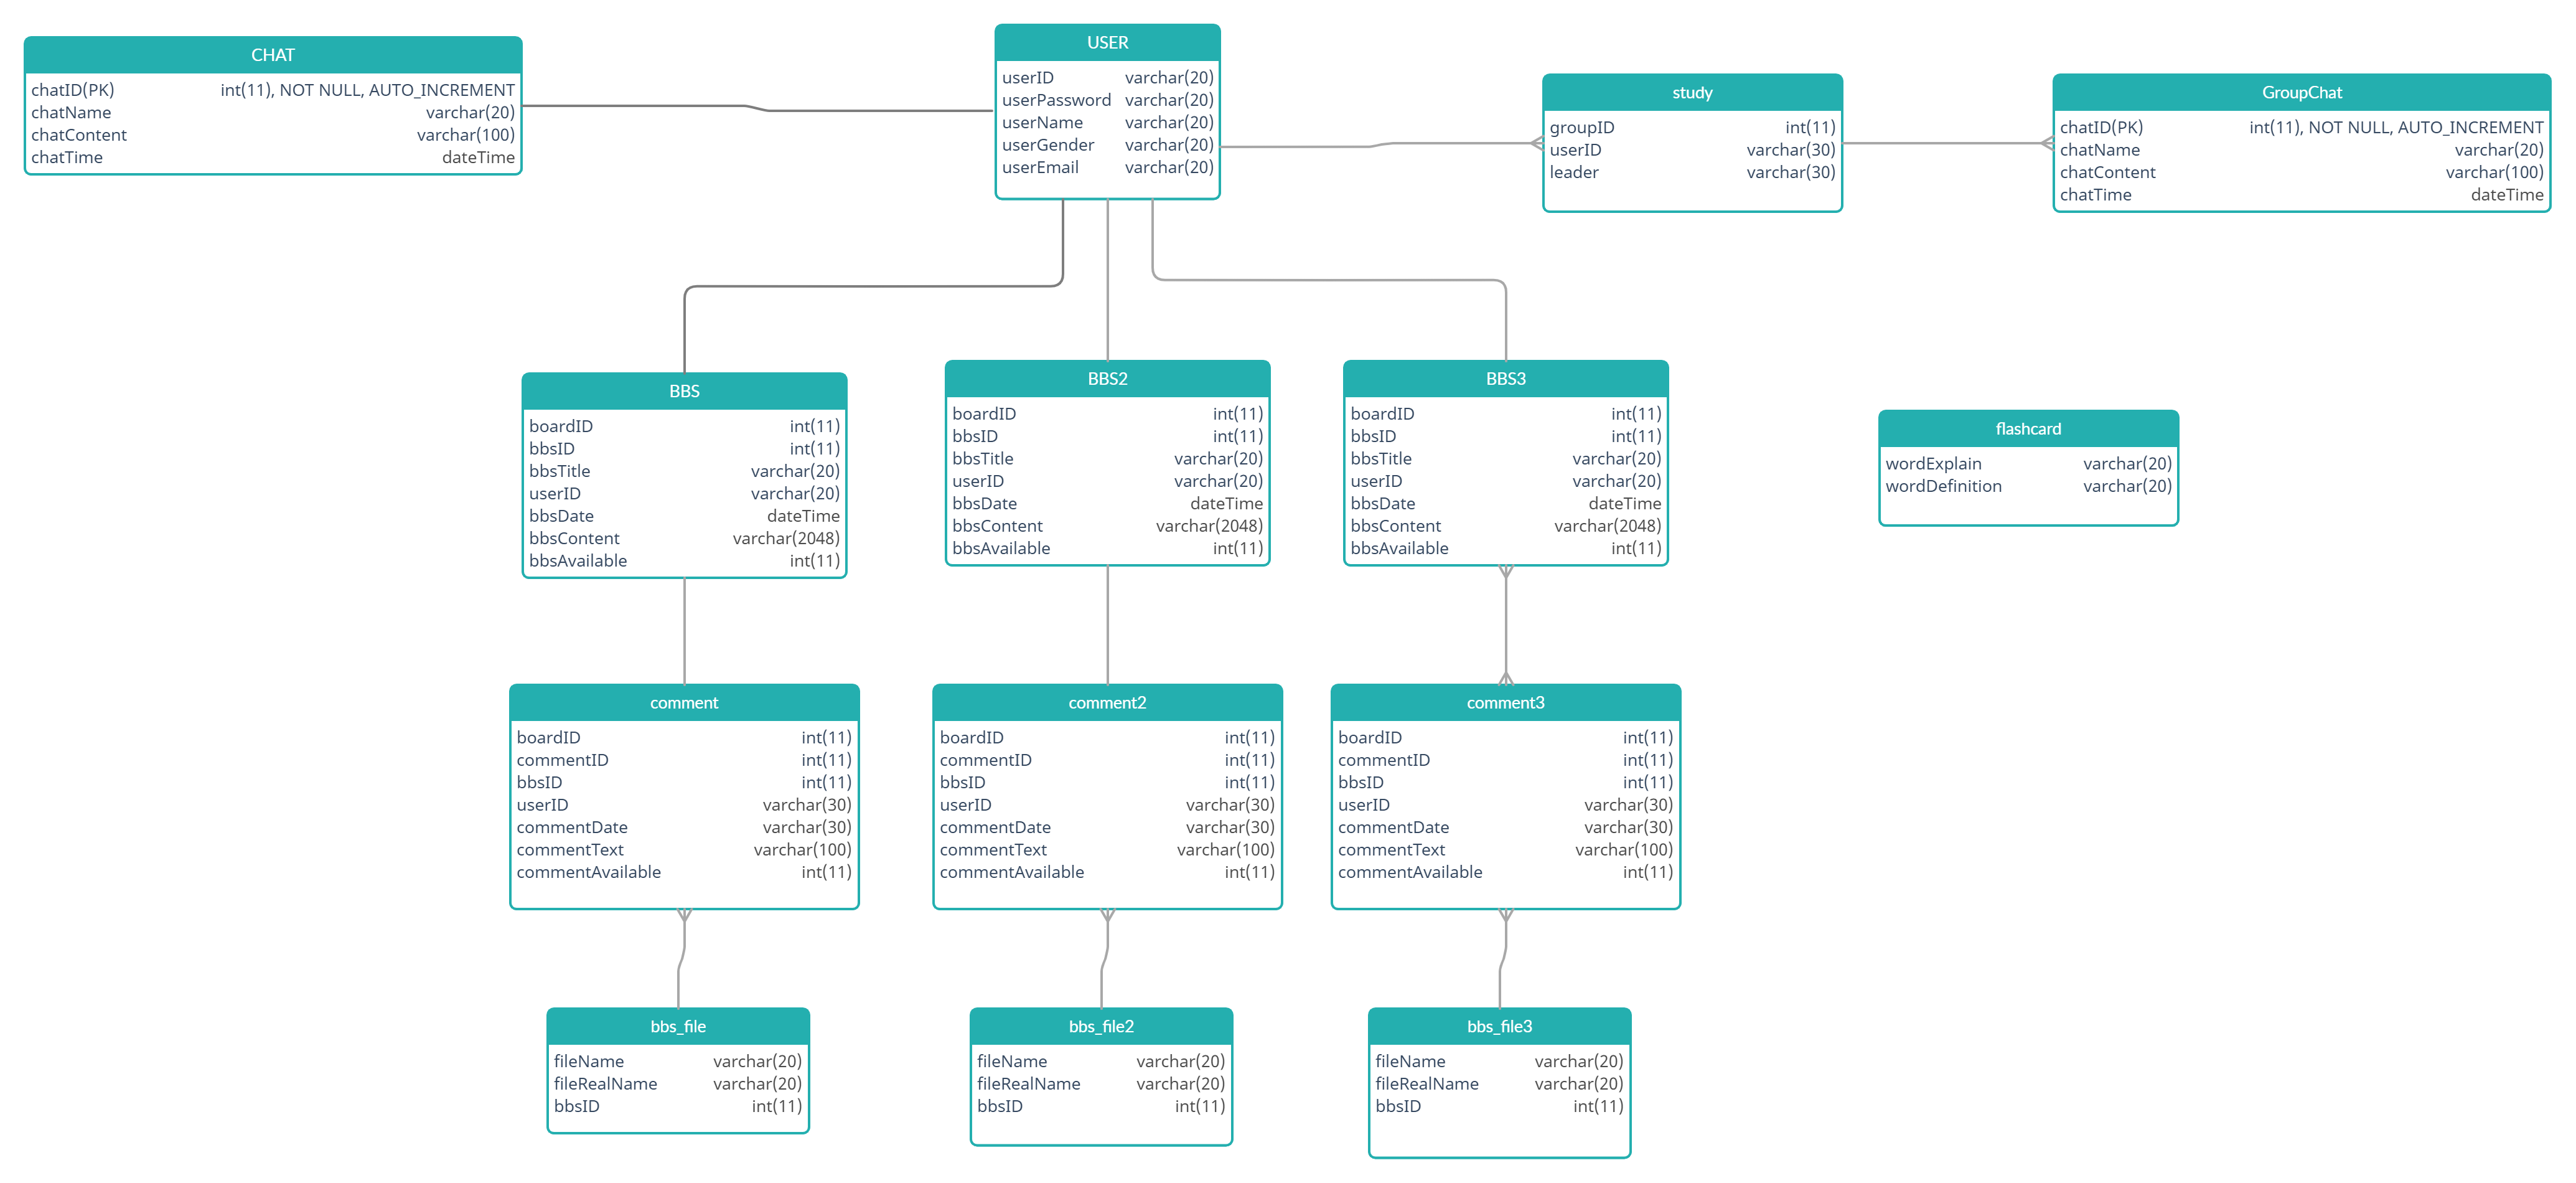 CHAT
chatID(PK) int(11), NOT NULL, AUTO_INCREMENT
chatName varchar(20)
chatContent varchar(100)
chatTime dateTime
USER
userID varchar(20)
userPassword varchar(20)
userName varchar(20)
userGender varchar(20)
userEmail varchar(20)
study
groupID int(11)
userID varchar(30)
leader varchar(30)
GroupChat
chatID(PK) int(11), NOT NULL, AUTO_INCREMENT
chatName varchar(20)
chatContent varchar(100)
chatTime dateTime
BBS
boardID int(11)
bbsID int(11)
bbsTitle varchar(20)
userID varchar(20)
bbsDate dateTime
bbsContent varchar(2048)
bbsAvailable int(11)
BBS2
boardID int(11)
bbsID int(11)
bbsTitle varchar(20)
userID varchar(20)
bbsDate dateTime
bbsContent varchar(2048)
bbsAvailable int(11)
BBS3
boardID int(11)
bbsID int(11)
bbsTitle varchar(20)
userID varchar(20)
bbsDate dateTime
bbsContent varchar(2048)
bbsAvailable int(11)
flashcard
wordExplain varchar(20)
wordDefinition varchar(20)
comment
boardID int(11)
commentID int(11)
bbsID int(11)
userID varchar(30)
commentDate varchar(30)
commentText varchar(100)
commentAvailable int(11)
comment2
boardID int(11)
commentID int(11)
bbsID int(11)
userID varchar(30)
commentDate varchar(30)
commentText varchar(100)
commentAvailable int(11)
comment3
boardID int(11)
commentID int(11)
bbsID int(11)
userID varchar(30)
commentDate varchar(30)
commentText varchar(100)
commentAvailable int(11)
bbs_file
fileName varchar(20)
fileRealName varchar(20)
bbsID int(11)
bbs_file2
fileName varchar(20)
fileRealName varchar(20)
bbsID int(11)
bbs_file3
fileName varchar(20)
fileRealName varchar(20)
bbsID int(11)